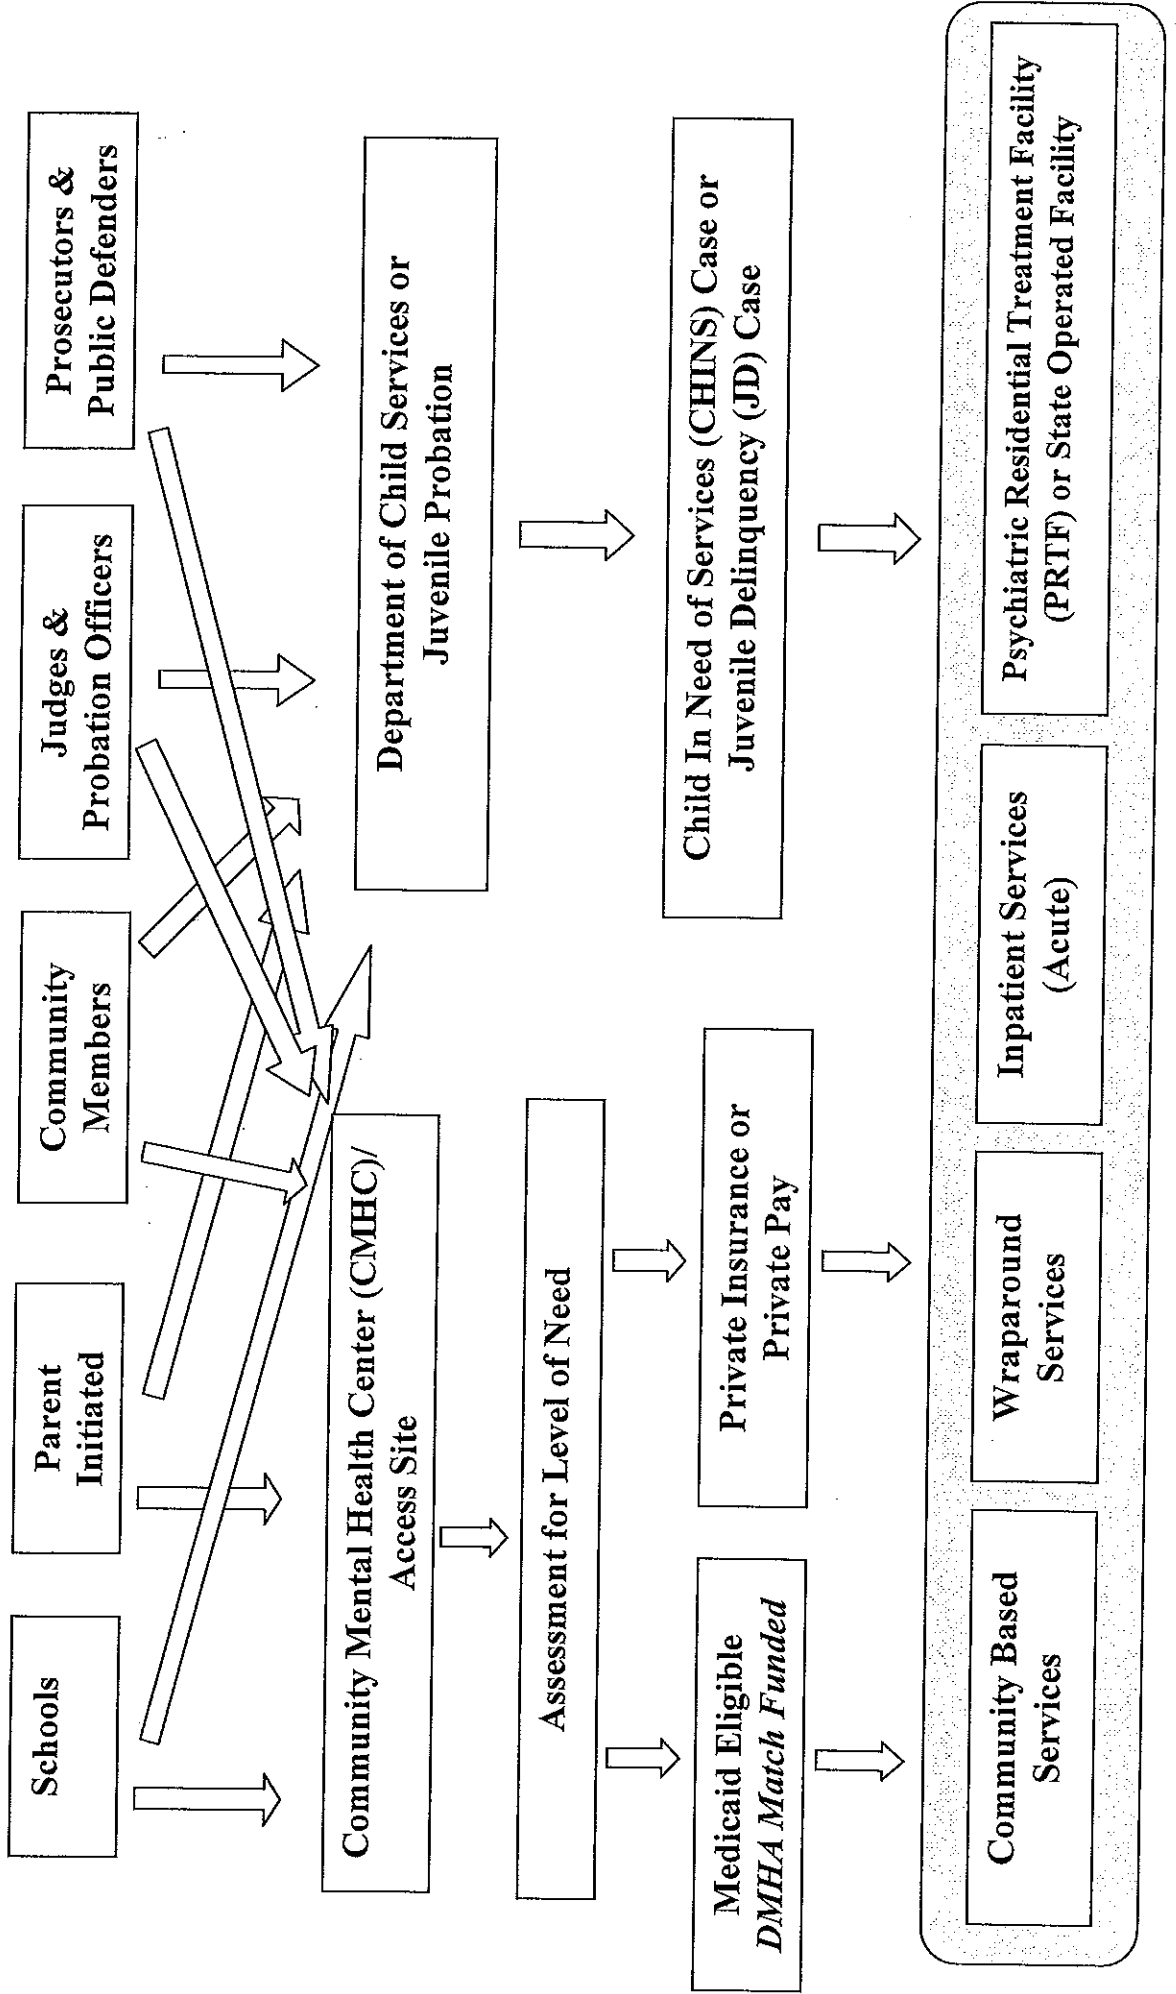 Schools
Parent
Initiated
Community
Members
Judges &
Probation Officers
Prosecutors &
Public Defenders
Community Mental Health Center (CMHC)/
Access Site
Department of Child Services or
Juvenile Probation
Assessment for Level of Need
Medicaid Eligible
DMHA Match Funded
Private Insurance or
Private Pay
Child In Need of Services (CHINS) Case or
Juvenile Delinquency (JD) Case
Community Based
Services
Wraparound
Services
Inpatient Services
(Acute)
Psychiatric Residential Treatment Facility
(PRTF) or State Operated Facility